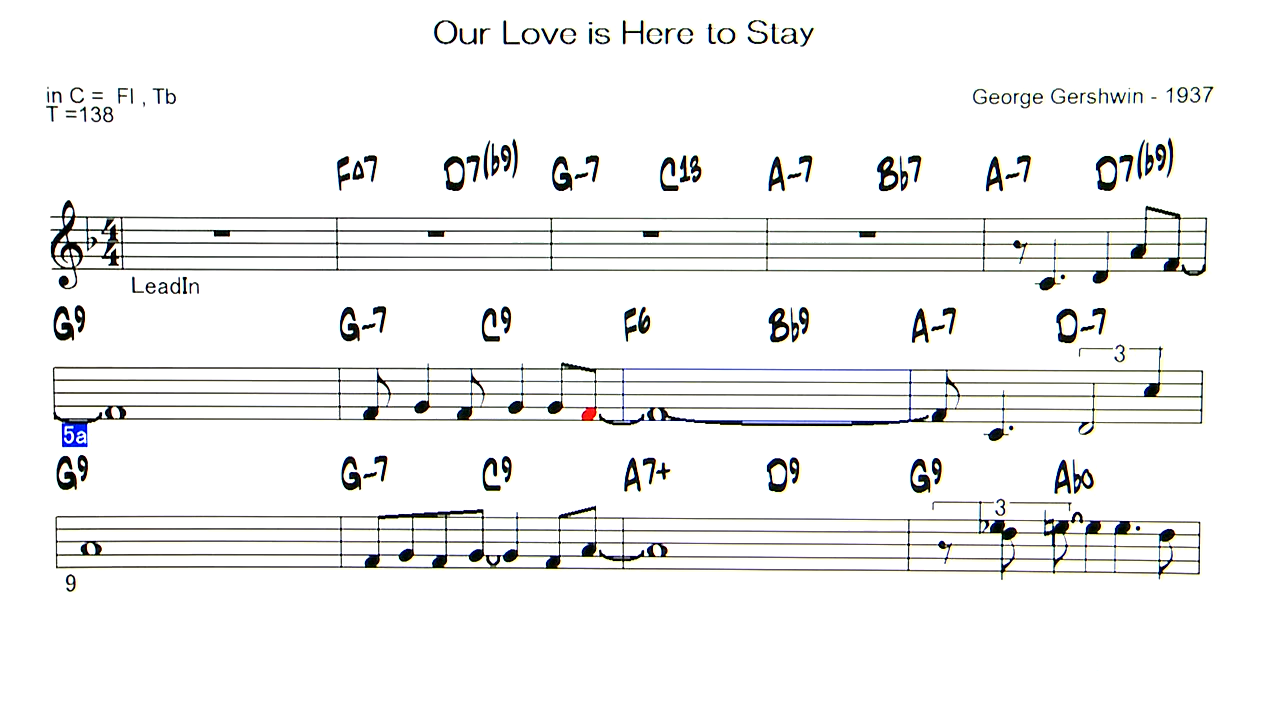 Our Love is Here to Stay
in C = Fl , Tb
T =138
George Gershwin - 1937
F△7 D7(b9) G-7 C13 A-7 Bb7 A-7 D7(b9)
4
4
LeadIn
G9 G-7 C9 F6 Bb9 A-7 D-7
3
5a
G9 G-7 C9 A7+ D9 G9 Abo
3
9